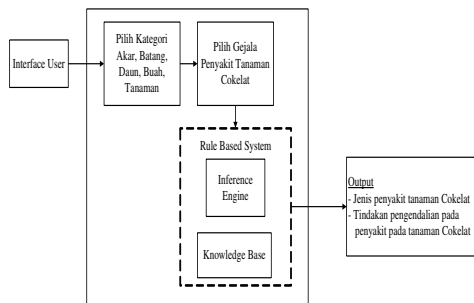 Interface User
Pilih Kategori
Akar, Batang,
Daun, Buah,
Tanaman
Pilih Gejala
Penyakit Tanaman
Cokelat
Rule Based System
Inference
Engine
Knowledge Base
Output
- Jenis penyakit tanaman Cokelat
- Tindakan pengendalian pada
penyakit pada tanaman Cokelat